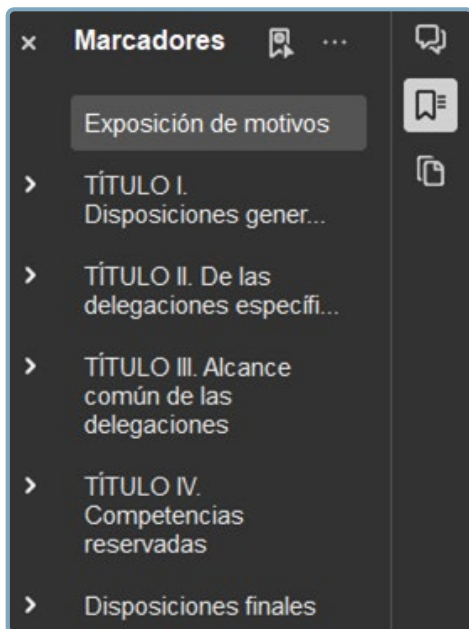 Marcadores
Exposición de motivos
TÍTULO I.
Disposiciones gener...
TÍTULO II. De las
delegaciones específi...
TÍTULO III. Alcance
común de las
delegaciones
TÍTULO IV.
Competencias
reservadas
Disposiciones finales